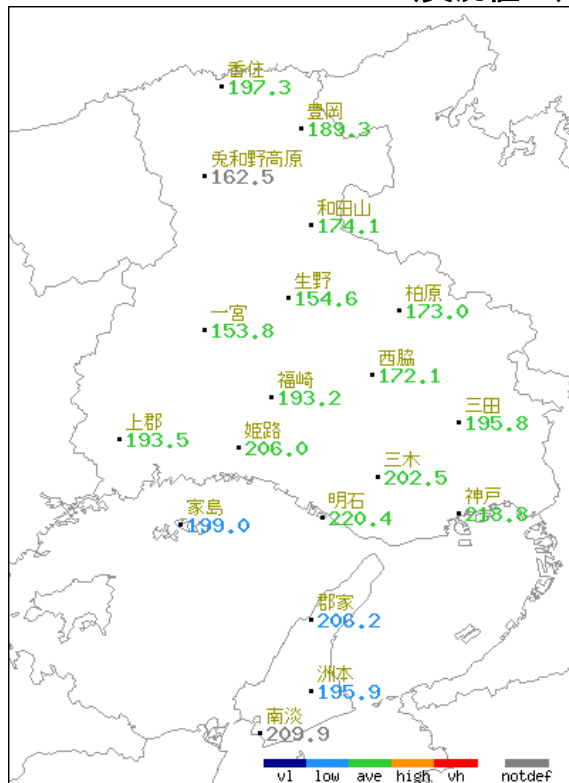 香住
197.3
豊岡
189.3
兎和野高原
162.5
和田山
174.1
生野
154.6
柏原
173.0
一宮
153.8
西脇
172.1
福崎
193.2
三田
195.8
上郡
193.5
姫路
206.0
三木
202.5
家島
199.0
明石
220.4
神戸
218.8
郡家
206.2
洲本
195.9
南淡
209.9
vl low ave high vh notdef